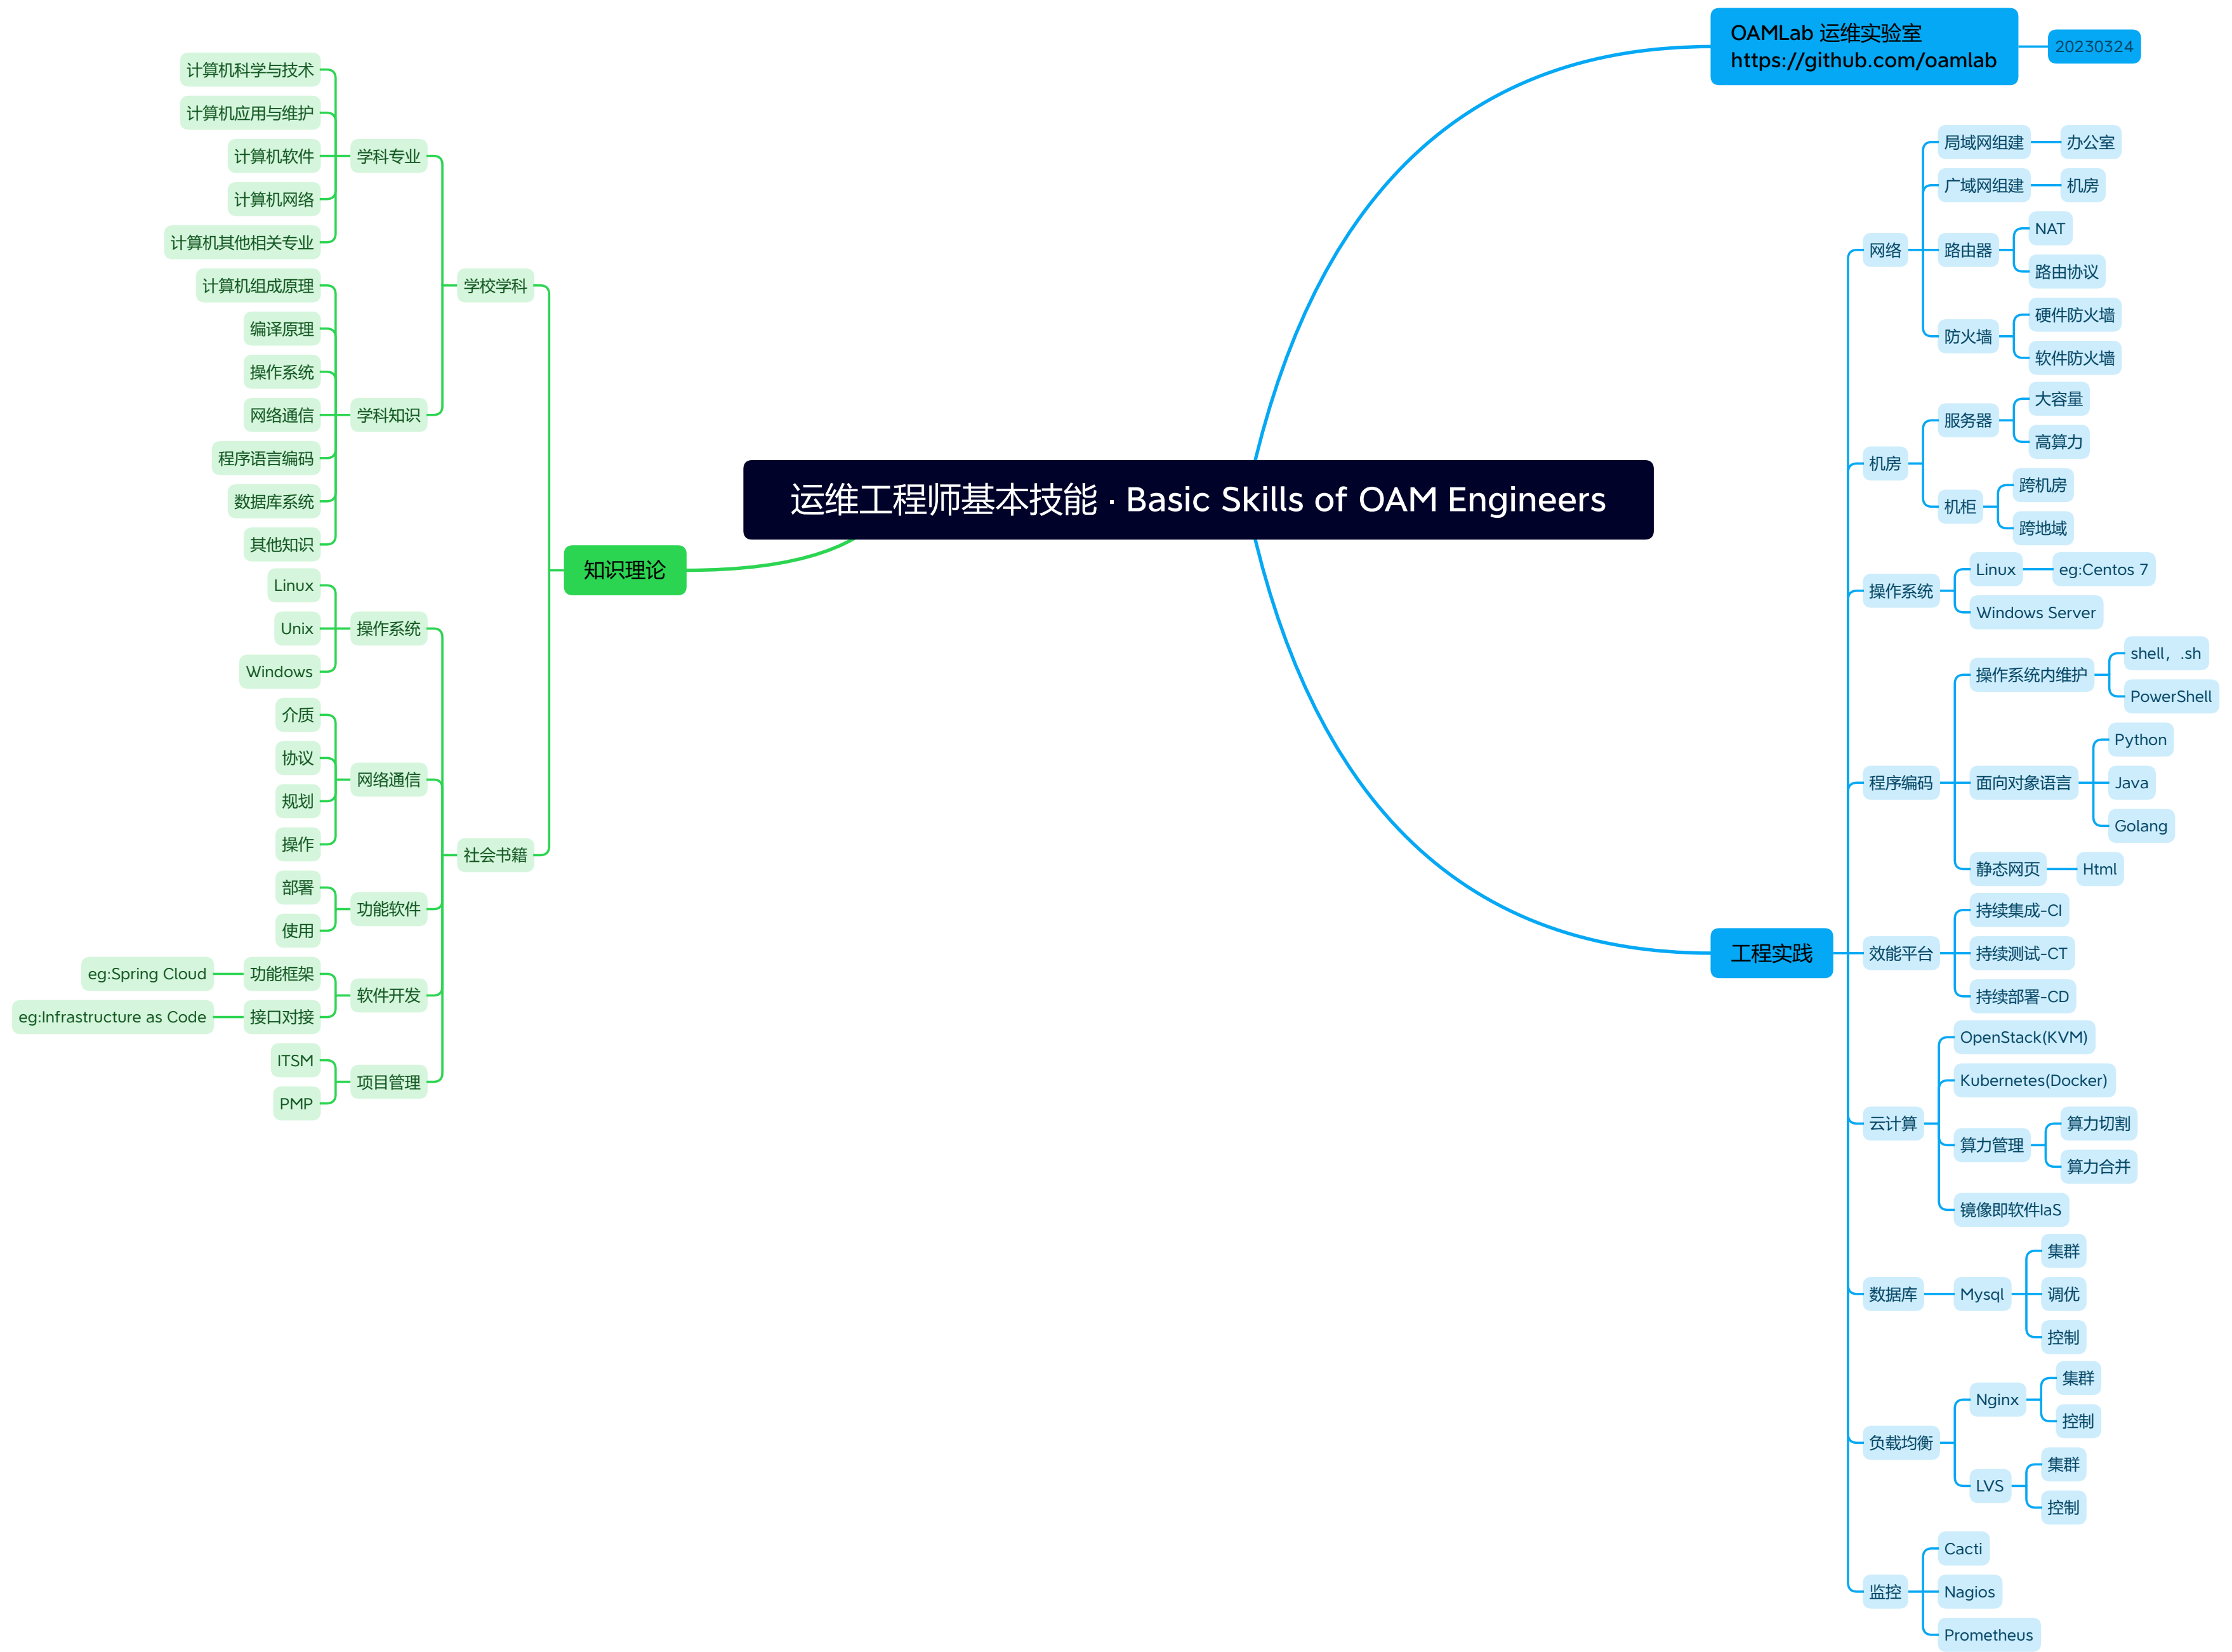 运维工程师基本技能 · Basic Skills of OAM Engineers
OAMLab 运维实验室
https://github.com/oamlab
20230324
工程实践
网络
局域网组建
办公室
广域网组建
机房
路由器
NAT
路由协议
防火墙
硬件防火墙
软件防火墙
机房
服务器
大容量
高算力
机柜
跨机房
跨地域
操作系统
Linux
eg:Centos 7
Windows Server
程序编码
操作系统内维护
shell，.sh
PowerShell
面向对象语言
Python
Java
Golang
静态网页
Html
效能平台
持续集成-CI
持续测试-CT
持续部署-CD
云计算
OpenStack(KVM)
Kubernetes(Docker)
算力管理
算力切割
算力合并
镜像即软件IaS
数据库
Mysql
集群
调优
控制
负载均衡
Nginx
集群
控制
LVS
集群
控制
监控
Cacti
Nagios
Prometheus
知识理论
学校学科
学科专业
计算机科学与技术
计算机应用与维护
计算机软件
计算机网络
计算机其他相关专业
学科知识
计算机组成原理
编译原理
操作系统
网络通信
程序语言编码
数据库系统
其他知识
社会书籍
操作系统
Linux
Unix
Windows
网络通信
介质
协议
规划
操作
功能软件
部署
使用
软件开发
功能框架
eg:Spring Cloud
接口对接
eg:Infrastructure as Code
项目管理
ITSM
PMP